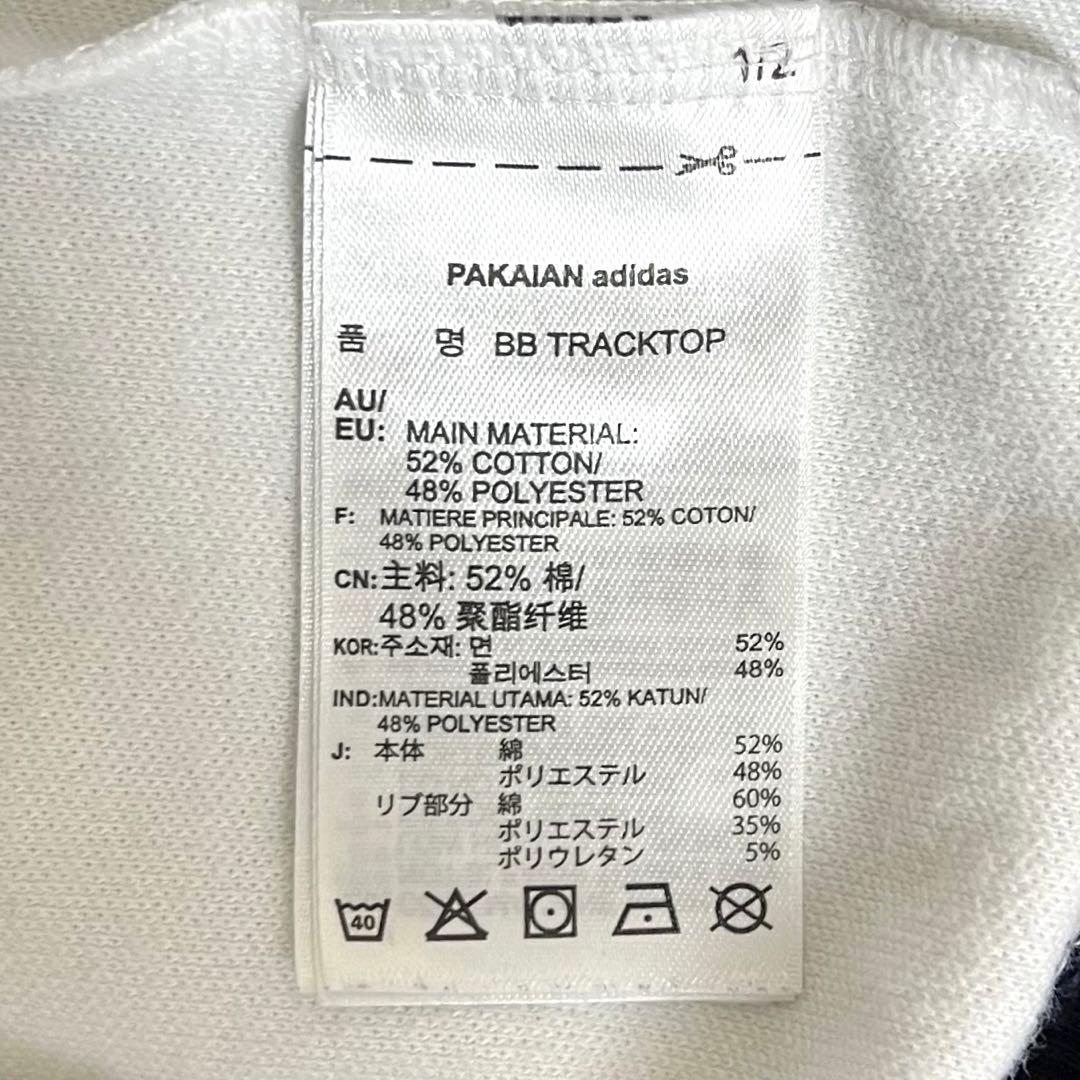 1/2.
PAKAIAN adidas
품 명 BB TRACKTOP
AU/
EU: MAIN MATERIAL:
52% COTTON/
48% POLYESTER
F: MATIERE PRINCIPALE: 52% COTON/
48% POLYESTER
CN:主料: 52% 棉/
48% 聚酯纤维
KOR:주소재: 면 52%
폴리에스터 48%
IND:MATERIAL UTAMA: 52% KATUN/
48% POLYESTER
J: 本体 綿 52%
ポリエステル 48%
リブ部分 綿 60%
ポリエステル 35%
ポリウレタン 5%
40